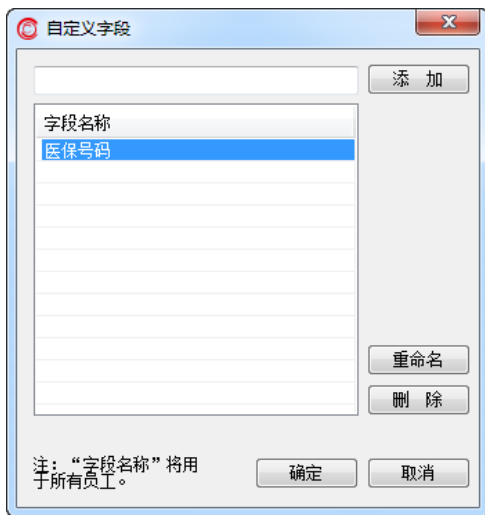 自定义字段
添 加
字段名称
医保号码
重命名
删 除
注：“字段名称”将用
于所有员工。
确定
取消